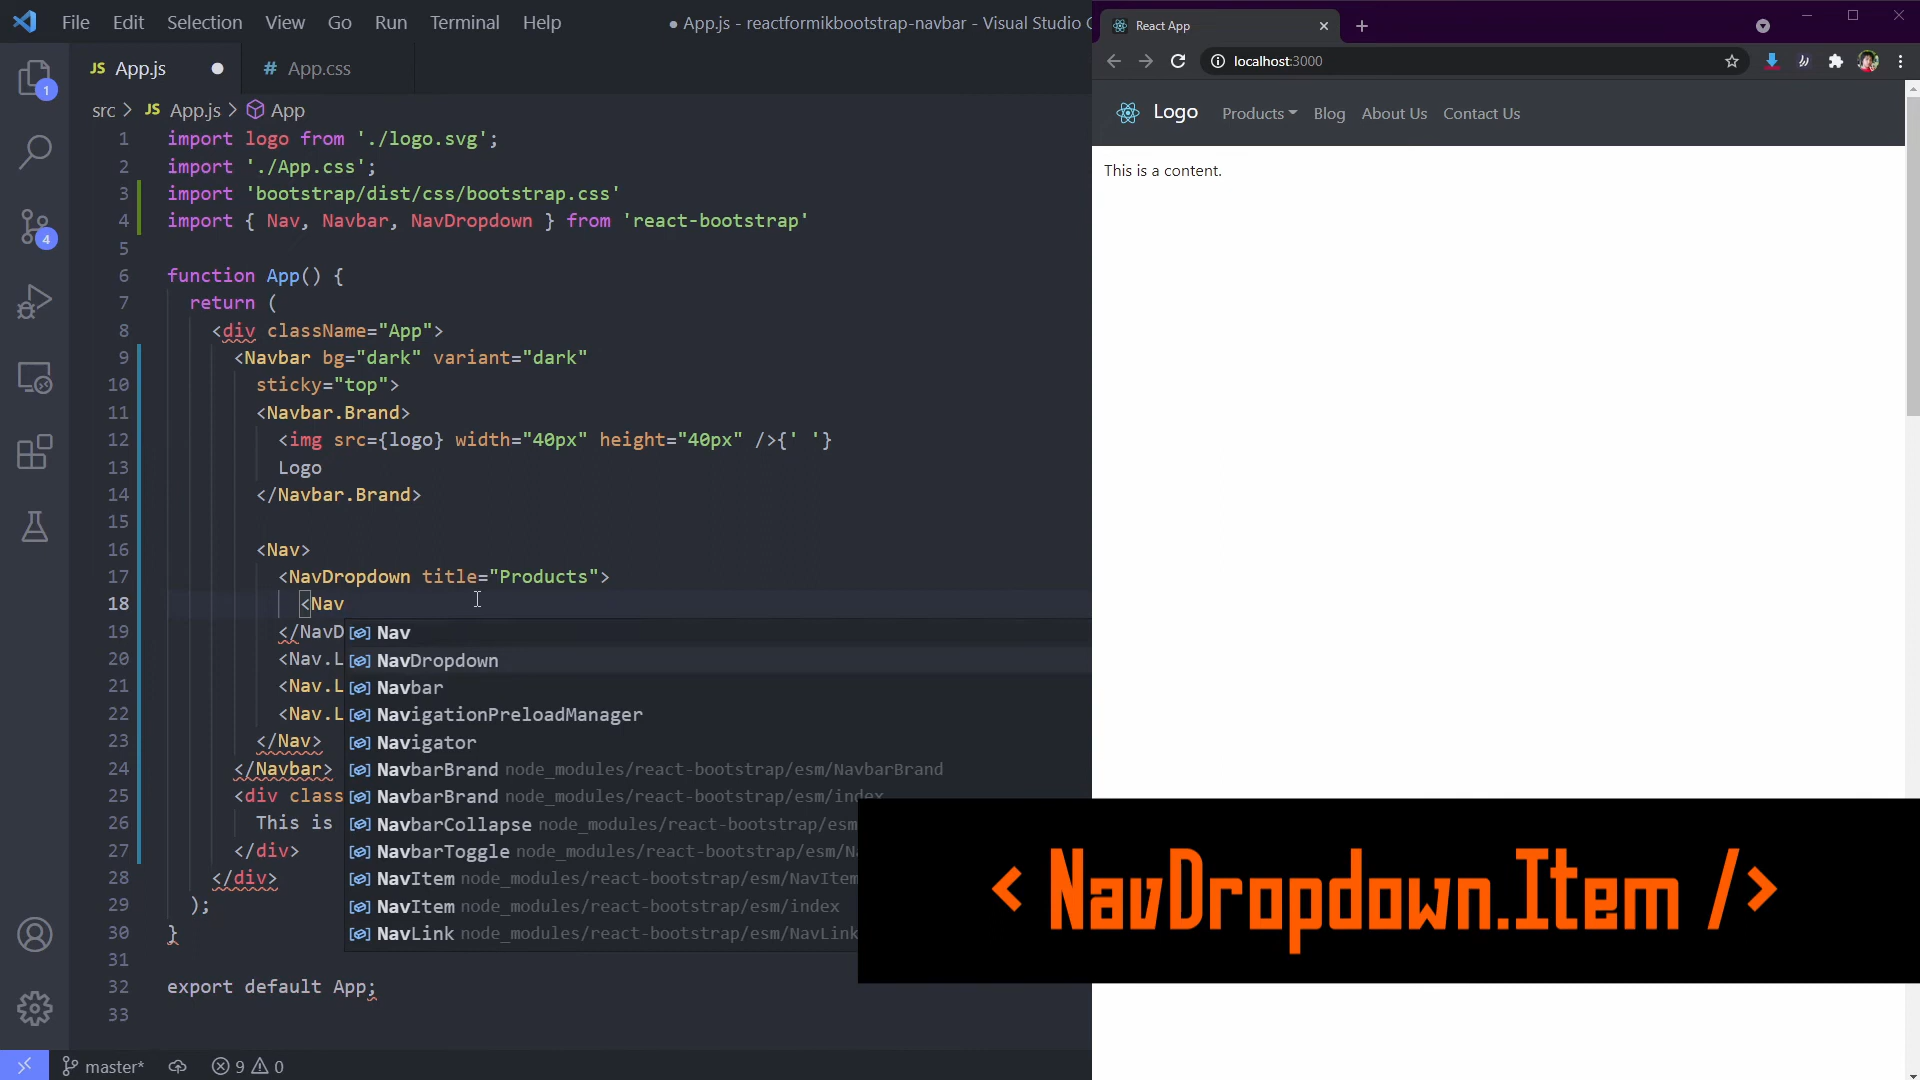 File Edit Selection View Go Run Terminal Help
● App.js - reactformikbootstrap-navbar - Visual Studio
JS App.js
# App.css
src > JS App.js > App
1 import logo from './logo.svg';
2 import './App.css';
3 import 'bootstrap/dist/css/bootstrap.css'
4 import { Nav, Navbar, NavDropdown } from 'react-bootstrap'
5
6 function App() {
7 return (
8 <div className="App">
9 <Navbar bg="dark" variant="dark"
10 sticky="top">
11 <Navbar.Brand>
12 <img src={logo} width="40px" height="40px" />{' '}
13 Logo
14 </Navbar.Brand>
15
16 <Nav>
17 <NavDropdown title="Products">
18 <Nav
19 </NavD
20 <Nav.L
21 <Nav.L
22 <Nav.L
23 </Nav>
24 </Navbar>
25 <div class
26 This is
27 </div>
28 </div>
29 );
30 }
31
32 export default App;
33
Nav
NavDropdown
Navbar
NavigationPreloadManager
Navigator
NavbarBrand node_modules/react-bootstrap/esm/NavbarBrand
NavbarBrand node_modules/react-bootstrap/esm/index
NavbarCollapse node_modules/react-bootstrap/esm
NavbarToggle node_modules/react-bootstrap/esm/Na
NavItem node_modules/react-bootstrap/esm/NavItem
NavItem node_modules/react-bootstrap/esm/index
NavLink node_modules/react-bootstrap/esm/NavLink
1
4
master*
9 0
React App
localhost:3000
Logo Products Blog About Us Contact Us
This is a content.
< NavDropdown.Item />